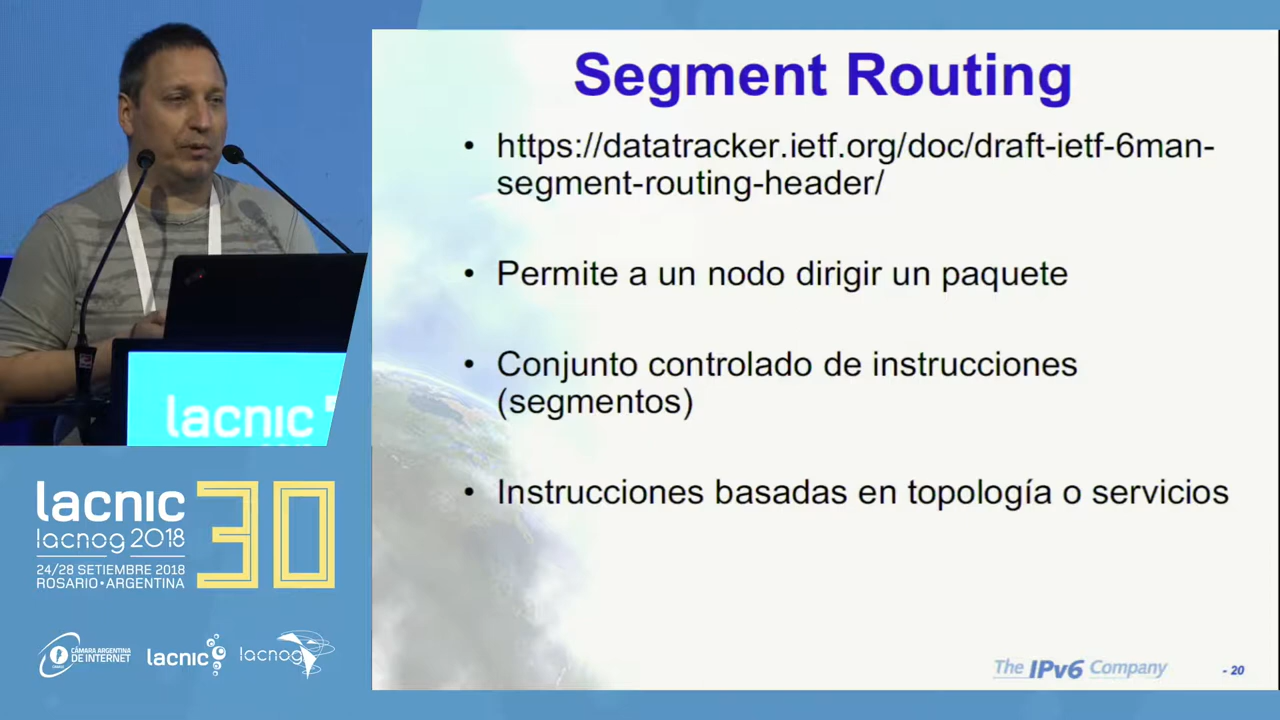 Segment Routing
• https://datatracker.ietf.org/doc/draft-ietf-6man-
segment-routing-header/
• Permite a un nodo dirigir un paquete
• Conjunto controlado de instrucciones
(segmentos)
• Instrucciones basadas en topología o servicios
The IPv6 Company
- 20
lacnic
lacnic
lacnog 2018
24/28 SETIEMBRE 2018
ROSARIO•ARGENTINA
30
CÁMARA ARGENTINA
DE INTERNET
lacnic
lacnog